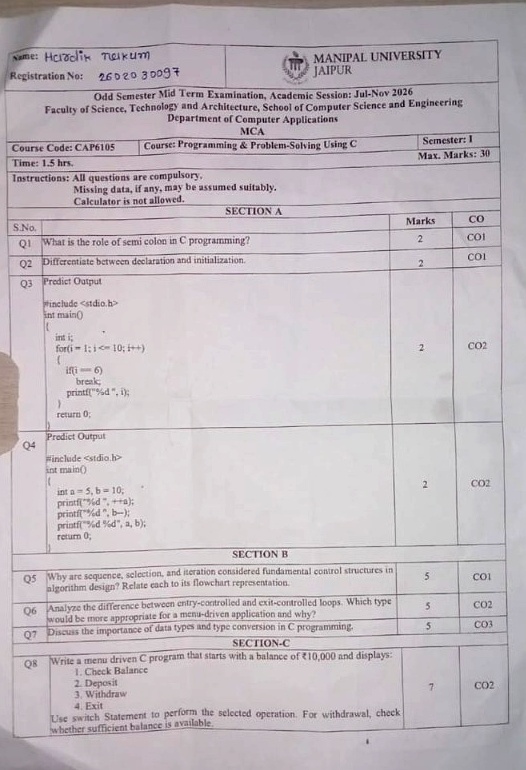 Name: Hardik nakum
Registration No: 26020 30097
MANIPAL UNIVERSITY
JAIPUR
Odd Semester Mid Term Examination, Academic Session: Jul-Nov 2026
Faculty of Science, Technology and Architecture, School of Computer Science and Engineering
Department of Computer Applications
MCA
Course Code: CAP6105 Course: Programming & Problem-Solving Using C Semester: I
Time: 1.5 hrs. Max. Marks: 30
Instructions: All questions are compulsory.
Missing data, if any, may be assumed suitably.
Calculator is not allowed.
SECTION A
S.No. Marks CO
Q1 What is the role of semi colon in C programming? 2 CO1
Q2 Differentiate between declaration and initialization. 2 CO1
Q3 Predict Output
#include <stdio.h>
int main()
{
int i;
for(i = 1; i <= 10; i++)
{
if(i == 6)
break;
printf("%d ", i); 2 CO2
}
return 0;
}
Q4 Predict Output
#include <stdio.h>
int main()
{
int a = 5, b = 10;
printf("%d ", ++a);
printf("%d ", b--);
printf("%d %d", a, b); 2 CO2
return 0;
}
SECTION B
Q5 Why are sequence, selection, and iteration considered fundamental control structures in
algorithm design? Relate each to its flowchart representation. 5 CO1
Q6 Analyze the difference between entry-controlled and exit-controlled loops. Which type
would be more appropriate for a menu-driven application and why? 5 CO2
Q7 Discuss the importance of data types and type conversion in C programming. 5 CO3
SECTION-C
Q8 Write a menu driven C program that starts with a balance of ₹10,000 and displays:
1. Check Balance
2. Deposit
3. Withdraw
4. Exit
Use switch Statement to perform the selected operation. For withdrawal, check
whether sufficient balance is available. 7 CO2